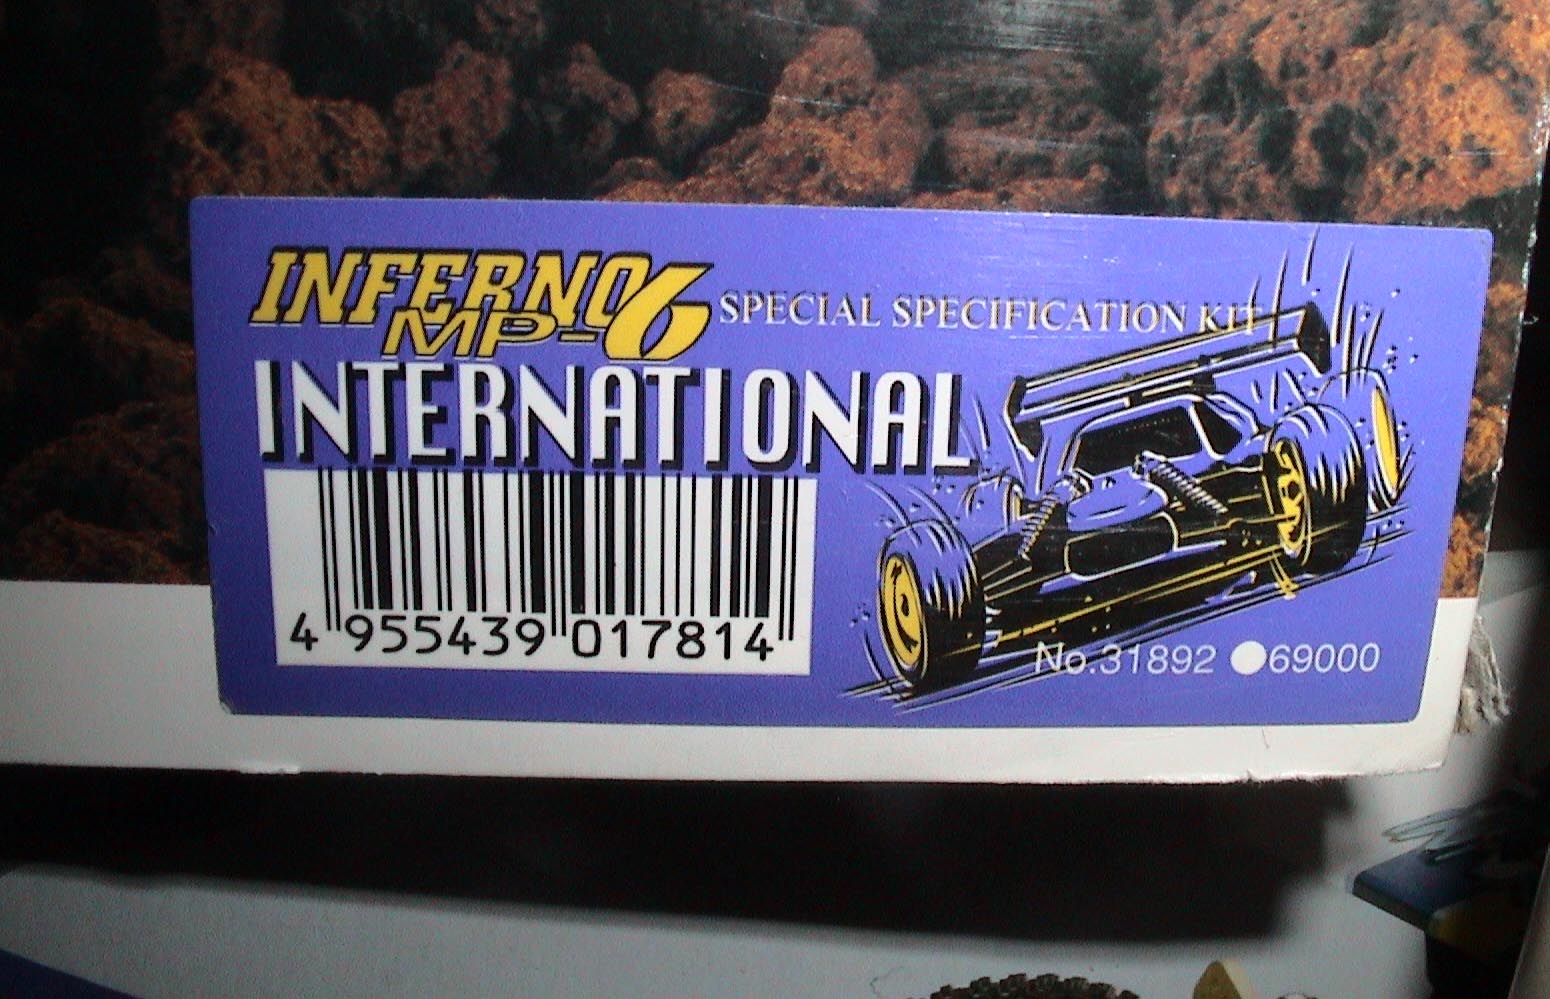 INFERNO
MP-6
SPECIAL SPECIFICATION KIT
INTERNATIONAL
4 955439 017814
No.31892 ●69000